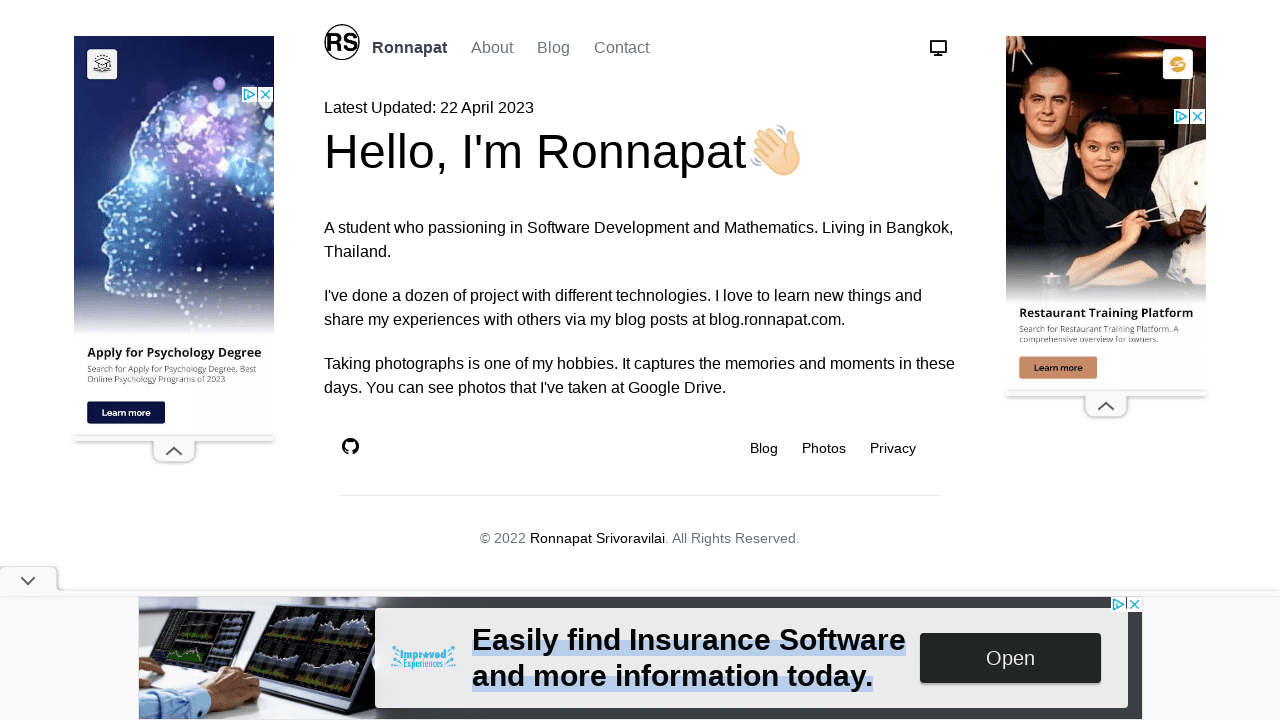 RS Ronnapat About Blog Contact
Latest Updated: 22 April 2023
Hello, I'm Ronnapat
A student who passioning in Software Development and Mathematics. Living in Bangkok,
Thailand.
I've done a dozen of project with different technologies. I love to learn new things and
share my experiences with others via my blog posts at blog.ronnapat.com.
Taking photographs is one of my hobbies. It captures the memories and moments in these
days. You can see photos that I've taken at Google Drive.
Blog Photos Privacy
© 2022 Ronnapat Srivoravilai. All Rights Reserved.
Apply for Psychology Degree
Search for Apply for Psychology Degree. Best
Online Psychology Programs of 2023
Learn more
Restaurant Training Platform
Search for Restaurant Training Platform. A
comprehensive overview for owners.
Learn more
Improved
Experiences
Easily find Insurance Software
and more information today.
Open